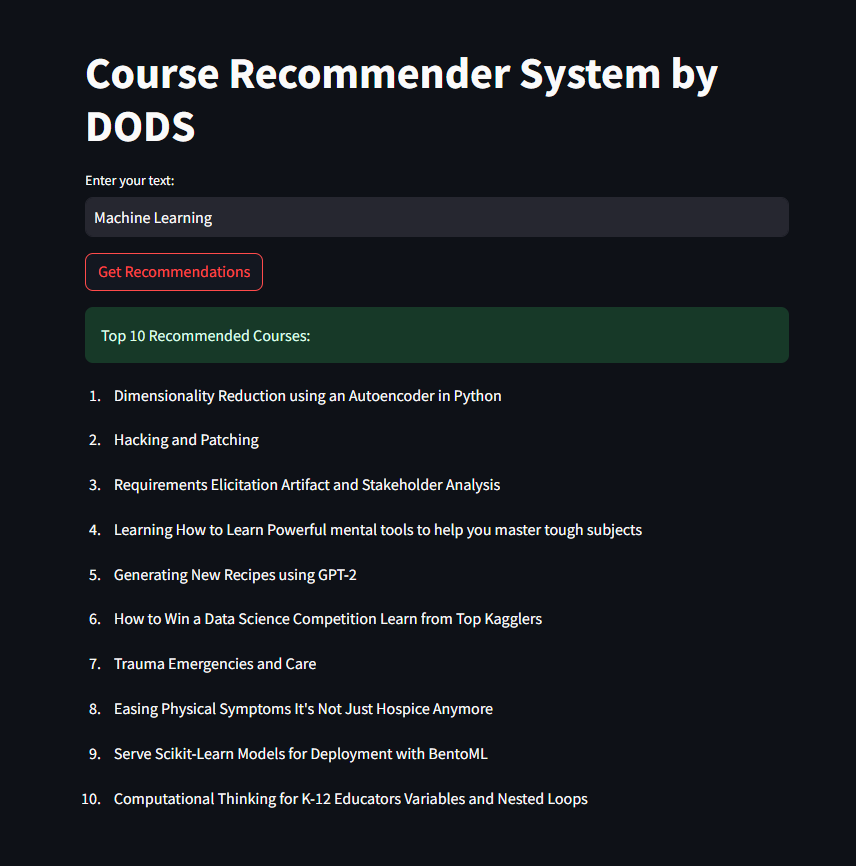 Course Recommender System by
DODS
Enter your text:
Machine Learning
Get Recommendations
Top 10 Recommended Courses:
1. Dimensionality Reduction using an Autoencoder in Python
2. Hacking and Patching
3. Requirements Elicitation Artifact and Stakeholder Analysis
4. Learning How to Learn Powerful mental tools to help you master tough subjects
5. Generating New Recipes using GPT-2
6. How to Win a Data Science Competition Learn from Top Kagglers
7. Trauma Emergencies and Care
8. Easing Physical Symptoms It's Not Just Hospice Anymore
9. Serve Scikit-Learn Models for Deployment with BentoML
10. Computational Thinking for K-12 Educators Variables and Nested Loops